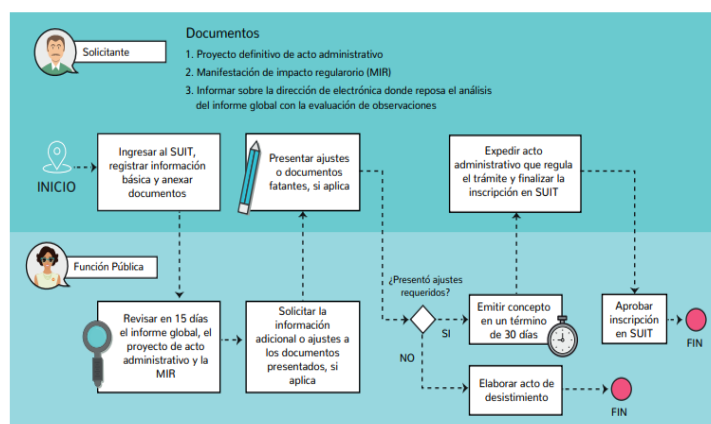 Documentos
Solicitante
1. Proyecto definitivo de acto administrativo
2. Manifestación de impacto regularorio (MIR)
3. Informar sobre la dirección de electrónica donde reposa el análisis
del informe global con la evaluación de observaciones
INICIO
Ingresar al SUIT,
registrar información
básica y anexar
documentos
Presentar ajustes
o documentos
fatantes, si aplica
Expedir acto
administrativo que regula
el trámite y finalizar la
inscripción en SUIT
Función Pública
Revisar en 15 días
el informe global, el
proyecto de acto
administrativo y la
MIR
Solicitar la
información
adicional o ajustes a
los documentos
presentados, si
aplica
¿Presentó ajustes
requeridos?
SI
NO
Emitir concepto
en un término
de 30 días
Elaborar acto de
desistimiento
FIN
Aprobar
inscripción
en SUIT
FIN